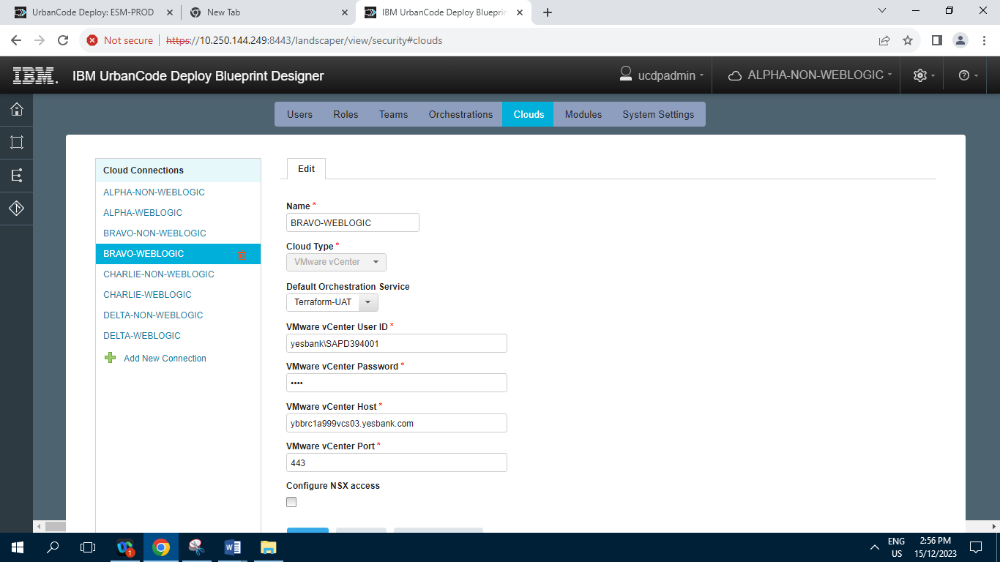 UrbanCode Deploy: ESM-PROD
New Tab
IBM UrbanCode Deploy Blueprin
Not secure https://10.250.144.249:8443/landscaper/view/security#clouds
IBM. IBM UrbanCode Deploy Blueprint Designer
ucdpadmin
ALPHA-NON-WEBLOGIC
Users Roles Teams Orchestrations Clouds Modules System Settings
Cloud Connections
ALPHA-NON-WEBLOGIC
ALPHA-WEBLOGIC
BRAVO-NON-WEBLOGIC
BRAVO-WEBLOGIC
CHARLIE-NON-WEBLOGIC
CHARLIE-WEBLOGIC
DELTA-NON-WEBLOGIC
DELTA-WEBLOGIC
Add New Connection
Edit
Name *
BRAVO-WEBLOGIC
Cloud Type *
VMware vCenter
Default Orchestration Service
Terraform-UAT
VMware vCenter User ID *
yesbank\SAPD394001
VMware vCenter Password *
••••
VMware vCenter Host *
ybbrc1a999vcs03.yesbank.com
VMware vCenter Port *
443
Configure NSX access
1
ENG
US
2:56 PM
15/12/2023